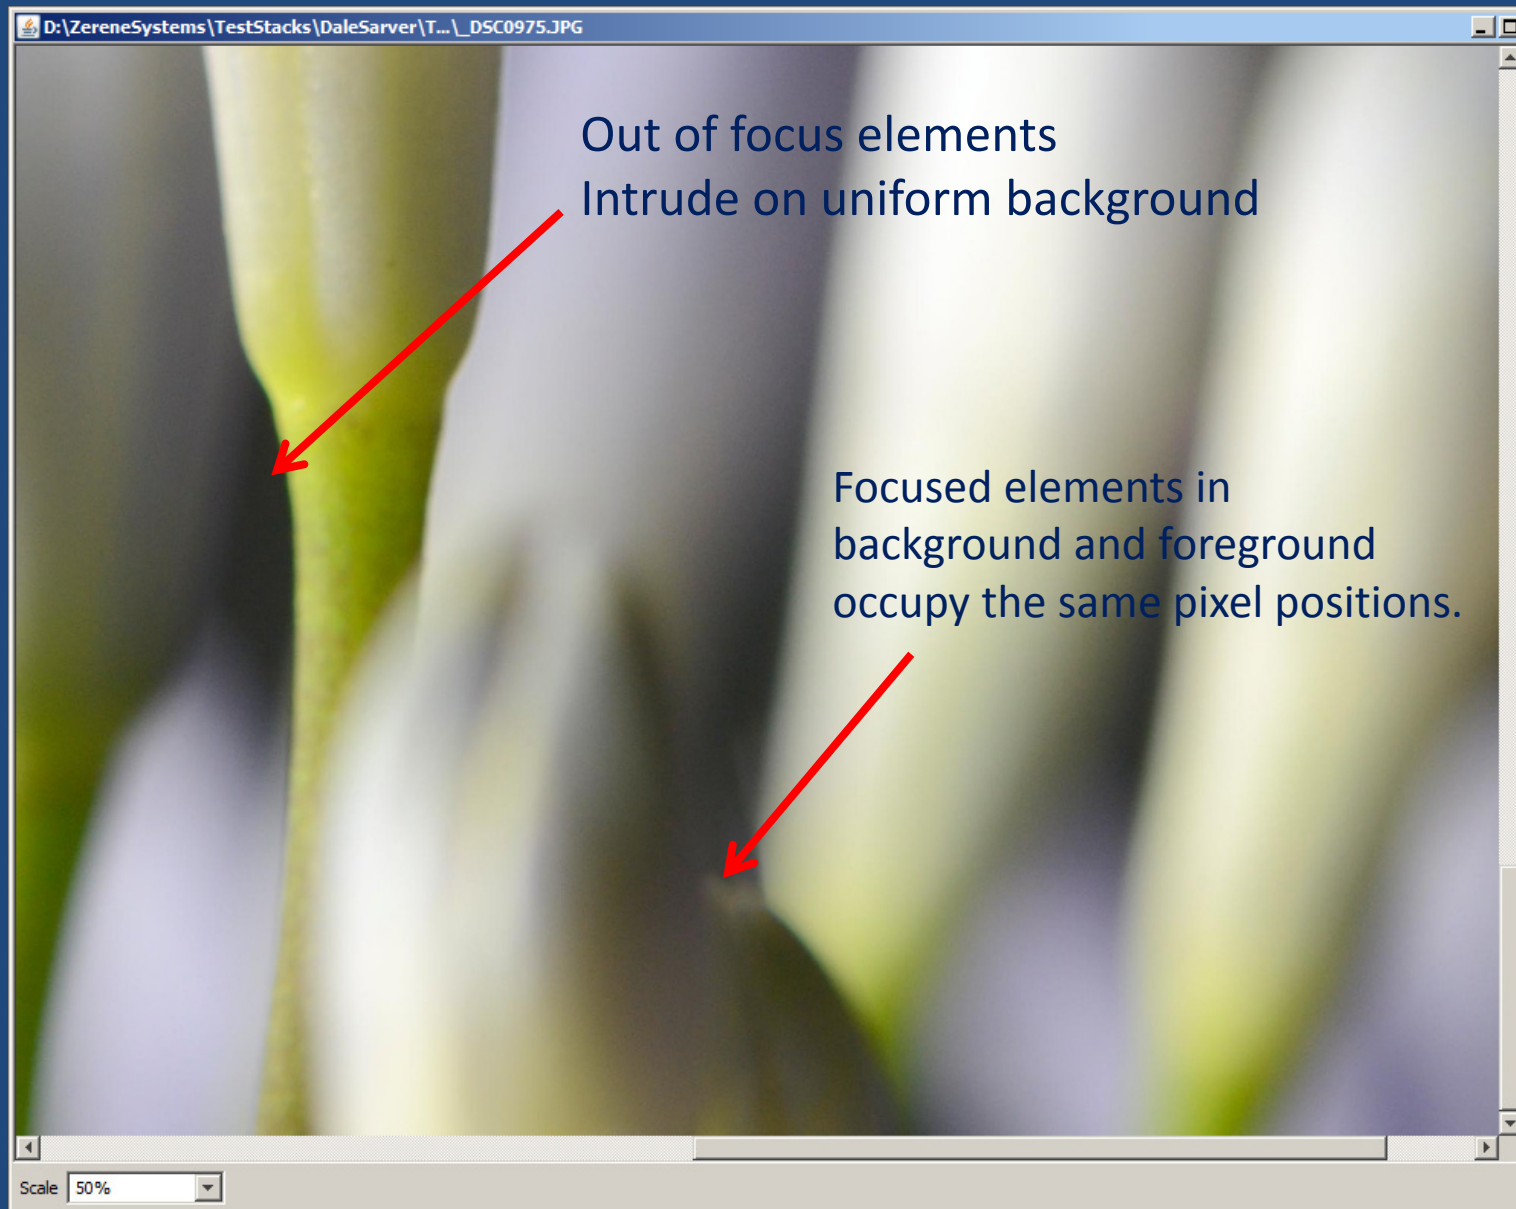 D:\ZereneSystems\TestStacks\DaleSarver\T...\_DSC0975.JPG
Out of focus elements
Intrude on uniform background
Focused elements in
background and foreground
occupy the same pixel positions.
Scale 50%